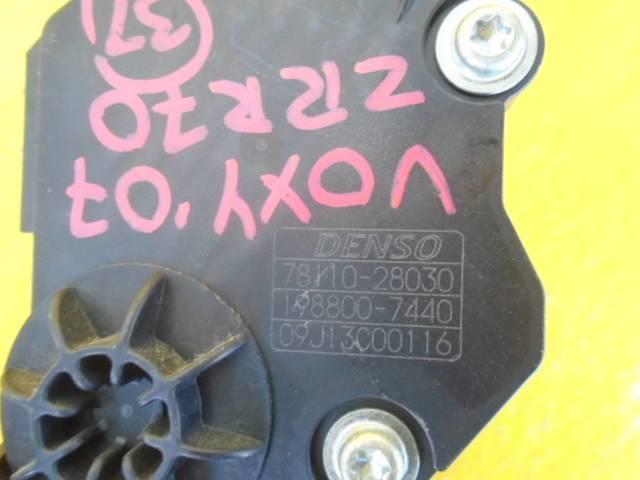 37
ZRR70
VOXY '07
DENSO
78110-28030
198800-7440
09J13C00116